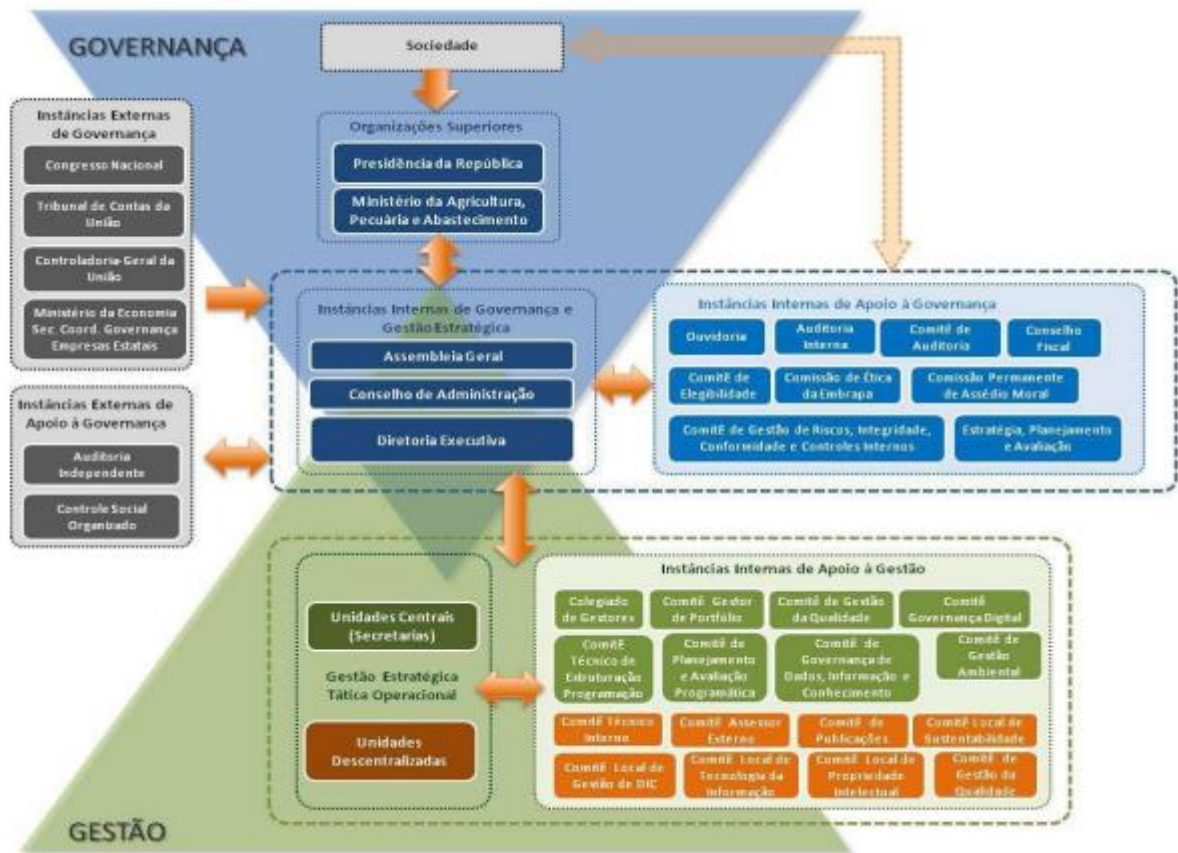 GOVERNANÇA
Sociedade
Organizações Superiores
Presidência da República
Ministério da Agricultura,
Pecuária e Abastecimento
Instâncias Externas
de Governança
Congresso Nacional
Tribunal de Contas da
União
Controladoria-Geral da
União
Ministério da Economia
Sec. Coord. Governança
Empresas Estatais
Instâncias Externas de
Apoio à Governança
Auditoria
Independente
Controle Social
Organizado
Instâncias Internas de Governança e
Gestão Estratégica
Assembleia Geral
Conselho de Administração
Diretoria Executiva
Instâncias Internas de Apoio à Governança
Ouvidoria
Auditoria
Interna
Comitê de
Auditoria
Conselho
Fiscal
ComitÊ de
Elegibilidade
Comissão de Ética
da Embrapa
Comissão Permanente
de Assédio Moral
ComitÊ de Gestão de Riscos, Integridade,
Conformidade e Controles Internos
Estratégia, Planejamento
e Avaliação
Unidades Centrais
(Secretarias)
Gestão Estratégica
Tática Operacional
Unidades
Descentralizadas
Instâncias Internas de Apoio à Gestão
Colegiado
de Gestores
Comitê Gestor
de Portfólio
Comitê de Gestão
da Qualidade
Comitê
Governança Digital
ComitÊ
Técnico de
Estruturação
Programação
Comitê de
Planejamento
e Avaliação
Programática
Comitê de
Governança de
Dados, Informação e
Conhecimento
Comitê de
Gestão
Ambiental
Comitê Técnico
Interno
Comitê Assessor
Externo
Comitê de
Publicações
Comitê Local de
Sustentabilidade
Comitê Local de
Gestão de DIC
Comitê Local de
Tecnologia da
Informação
Comitê Local de
Propriedade
Intelectual
Comitê de
Gestão da
Qualidade
GESTÃO